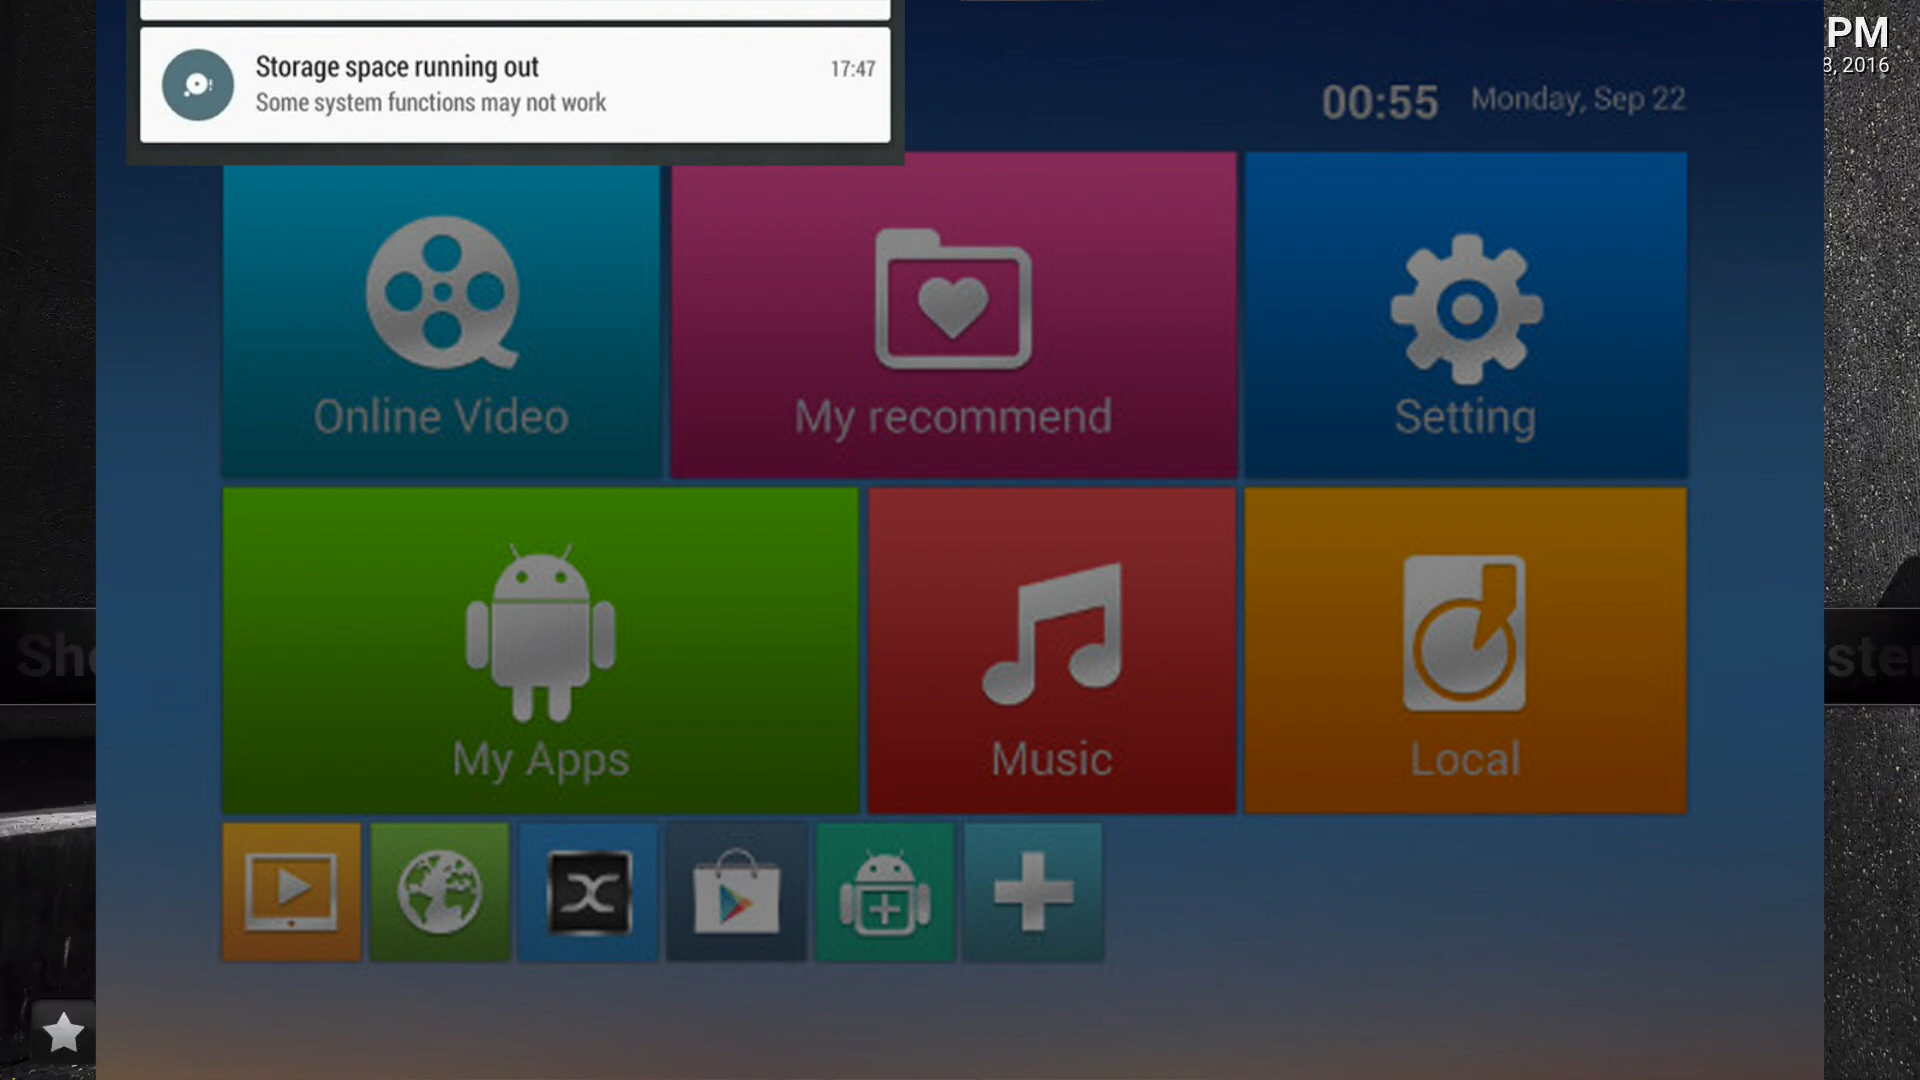 Storage space running out
17:47
Some system functions may not work
PM
8, 2016
00:55
Monday, Sep 22
Online Video
My recommend
Setting
My Apps
Music
Local